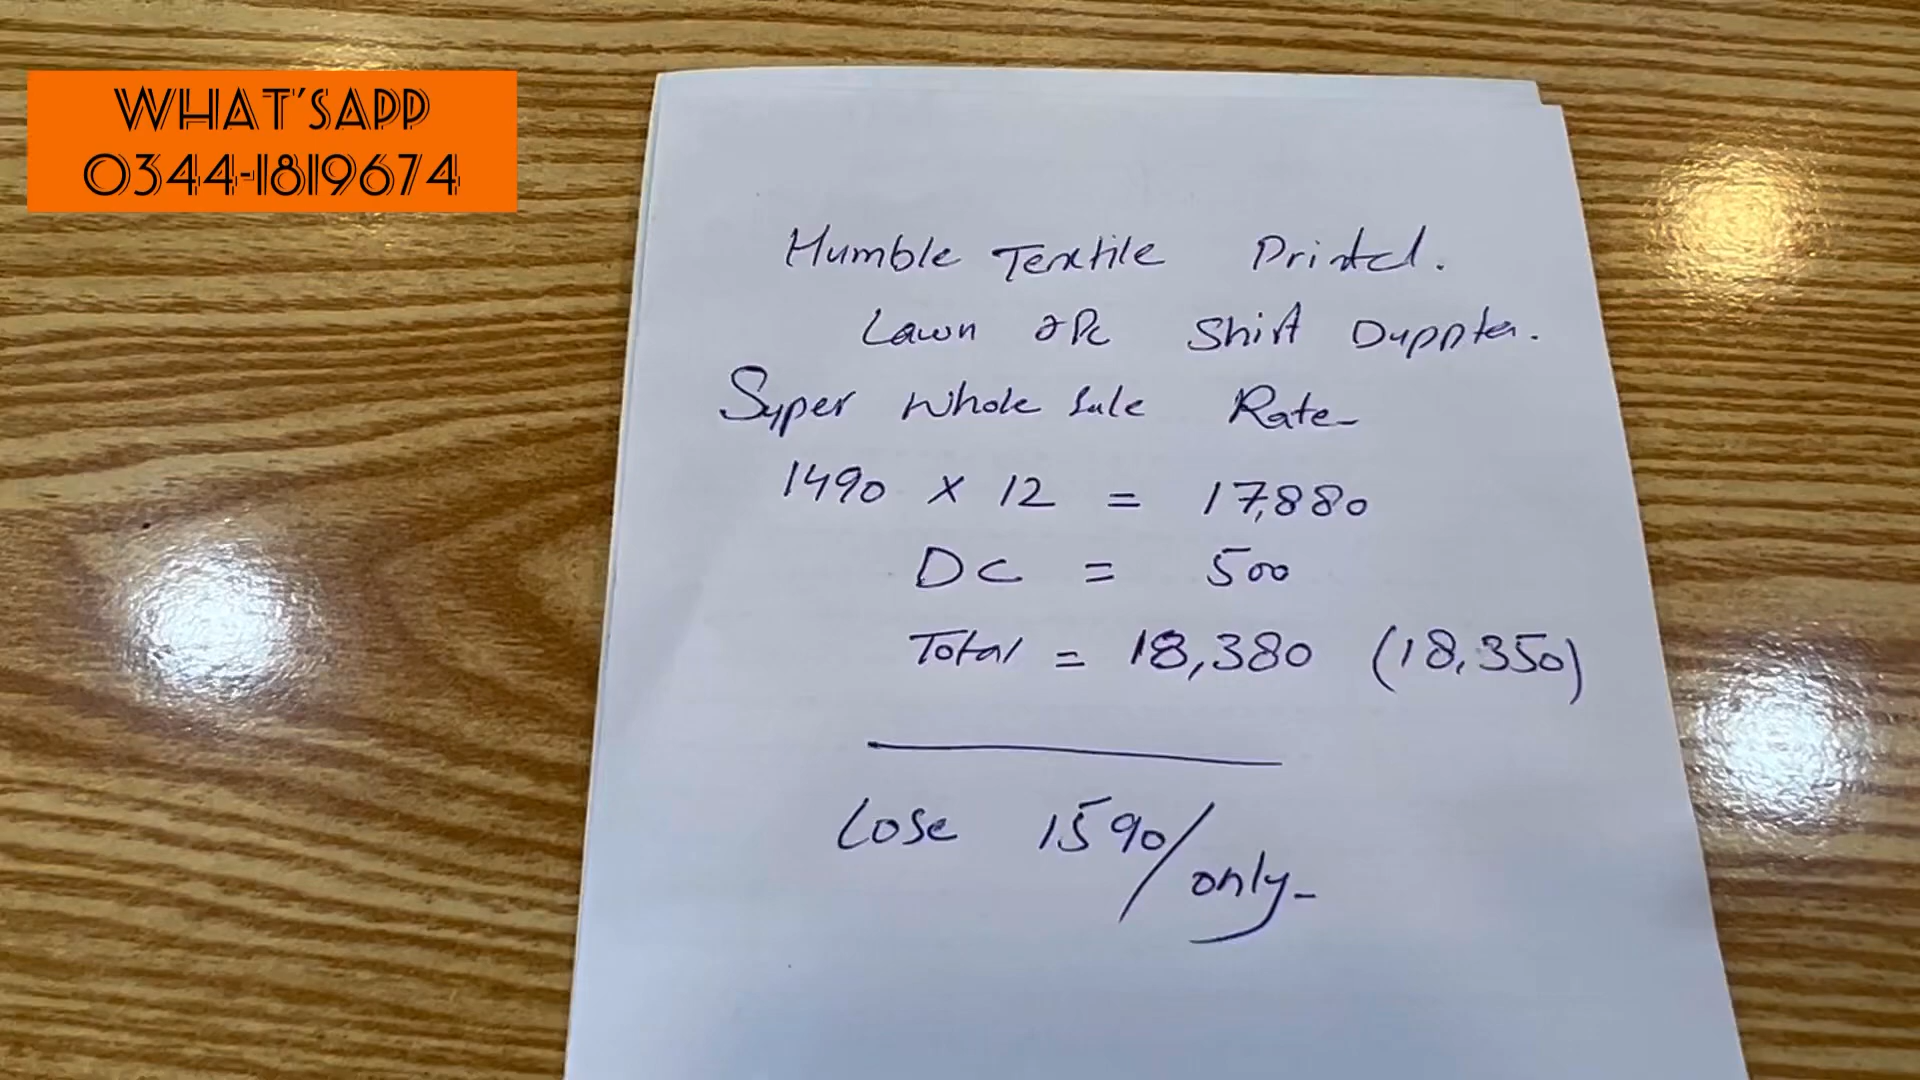 WHAT'SAPP
0344-1819674
Humble Textile Printed.
Lawn 2Pc Shirt Duppta.
Super Whole Sale Rate-
1490 x 12 = 17,880
DC = 500
Total = 18,380 (18,350)
Lose 1590/
only-